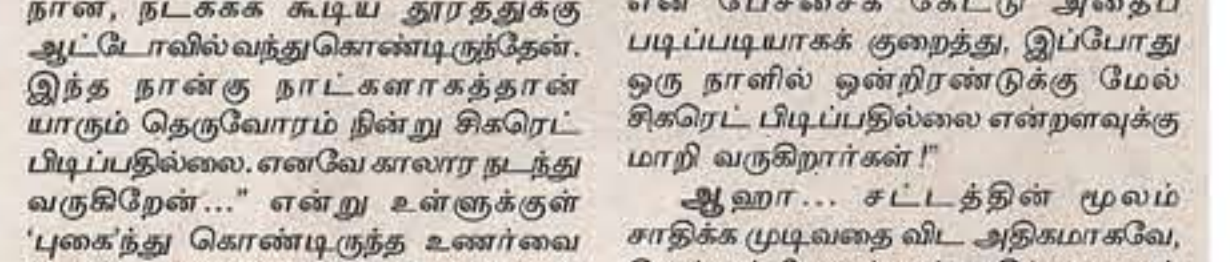 நான், நடக்கக் கூடிய தூரத்துக்கு
ஆட்டோவில் வந்து கொண்டிருந்தேன்.
இந்த நான்கு நாட்களாகத்தான்
யாரும் தெருவோரம் நின்று சிகரெட்
பிடிப்பதில்லை. எனவே காலார நடந்து
வருகிறேன்..." என்று உள்ளுக்குள்
'புகை'ந்து கொண்டிருந்த உணர்வை
என் பேச்சைக் கேட்டு அதைப்
படிப்படியாகக் குறைத்து, இப்போது
ஒரு நாளில் ஒன்றிரண்டுக்கு மேல்
சிகரெட் பிடிப்பதில்லை என்றளவுக்கு
மாறி வருகிறார்கள்!"
ஆஹா... சட்டத்தின் மூலம்
சாதிக்க முடிவதை விட அதிகமாகவே,